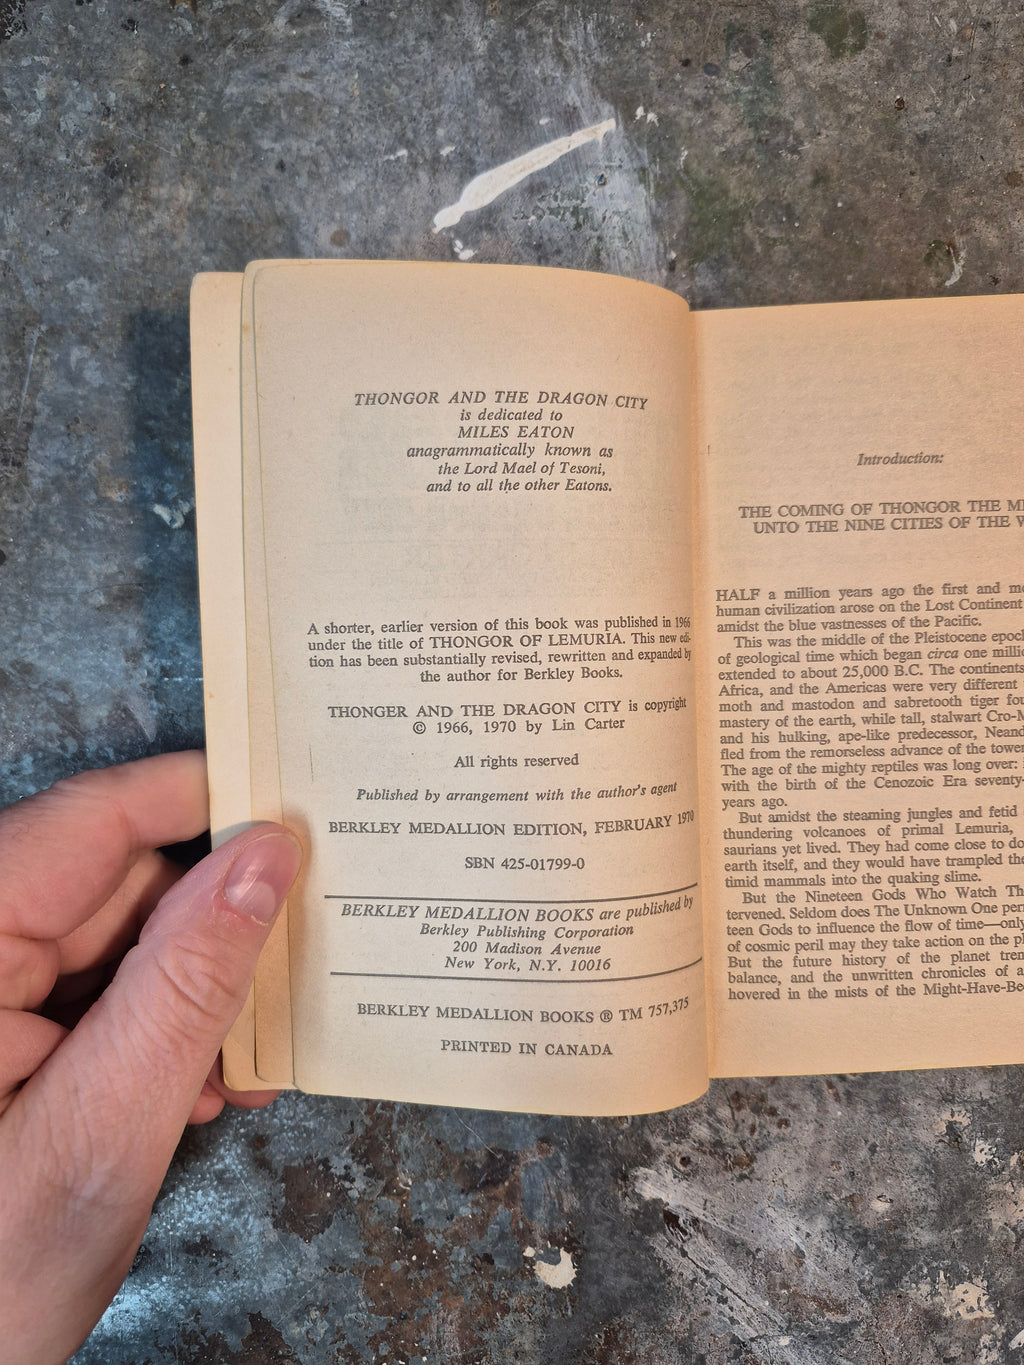 THONGOR AND THE DRAGON CITY
is dedicated to
MILES EATON
anagrammatically known as
the Lord Mael of Tesoni,
and to all the other Eatons.
A shorter, earlier version of this book was published in 1966
under the title of THONGOR OF LEMURIA. This new edi-
tion has been substantially revised, rewritten and expanded by
the author for Berkley Books.
THONGER AND THE DRAGON CITY is copyright
© 1966, 1970 by Lin Carter
All rights reserved
Published by arrangement with the author's agent
BERKLEY MEDALLION EDITION, FEBRUARY 1970
SBN 425-01799-0
BERKLEY MEDALLION BOOKS are published by
Berkley Publishing Corporation
200 Madison Avenue
New York, N.Y. 10016
BERKLEY MEDALLION BOOKS ® TM 757,375
PRINTED IN CANADA
Introduction:
THE COMING OF THONGOR THE
UNTO THE NINE CITIES OF THE
HALF a million years ago the first and
human civilization arose on the Lost Continent
amidst the blue vastnesses of the Pacific.
This was the middle of the Pleistocene
of geological time which began circa one
extended to about 25,000 B.C. The continents
Africa, and the Americas were very different
moth and mastodon and sabretooth tiger
mastery of the earth, while tall, stalwart
and his hulking, ape-like predecessor,
fled from the remorseless advance of the
The age of the mighty reptiles was long over:
with the birth of the Cenozoic Era seventy-
years ago.
But amidst the steaming jungles and fetid
thundering volcanoes of primal Lemuria,
saurians yet lived. They had come close to
earth itself, and they would have trampled
timid mammals into the quaking slime.
But the Nineteen Gods Who Watch
tervened. Seldom does The Unknown One
teen Gods to influence the flow of time—only
of cosmic peril may they take action on the
But the future history of the planet
balance, and the unwritten chronicles of
hovered in the mists of the